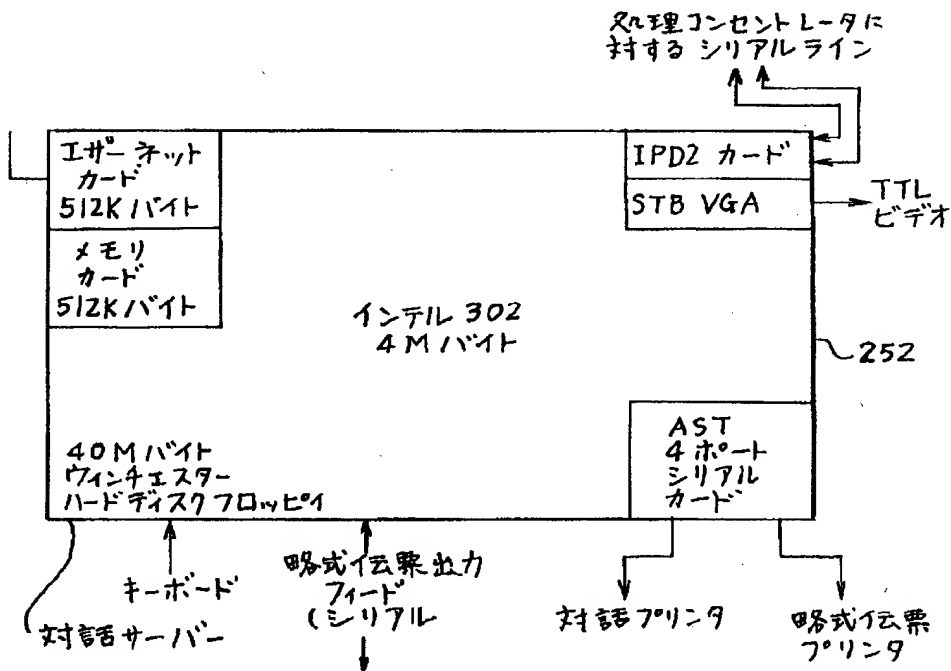 処理コンセントレータに
対するシリアルライン
エザーネット
カード
512Kバイト
メモリ
カード
512Kバイト
IPD2 カード
STB VGA
TTL
ビデオ
インテル 302
4Mバイト
252
40Mバイト
ウィンチェスター
ハードディスクフロッピィ
AST
4ポート
シリアル
カード
キーボード
対話サーバー
略式伝票出力
フィード
(シリアル
対話プリンタ
略式伝票
プリンタ